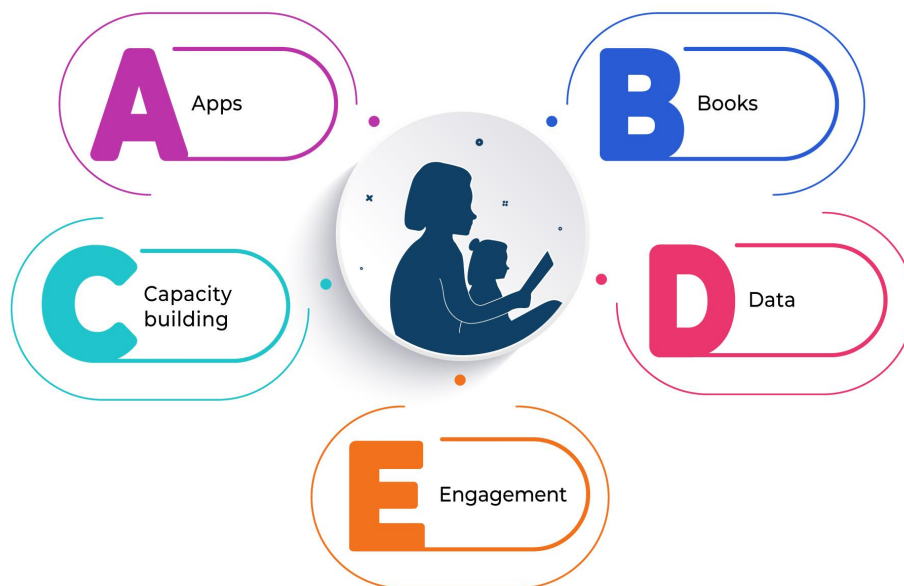 A Apps
B Books
C Capacity
building
D Data
E Engagement